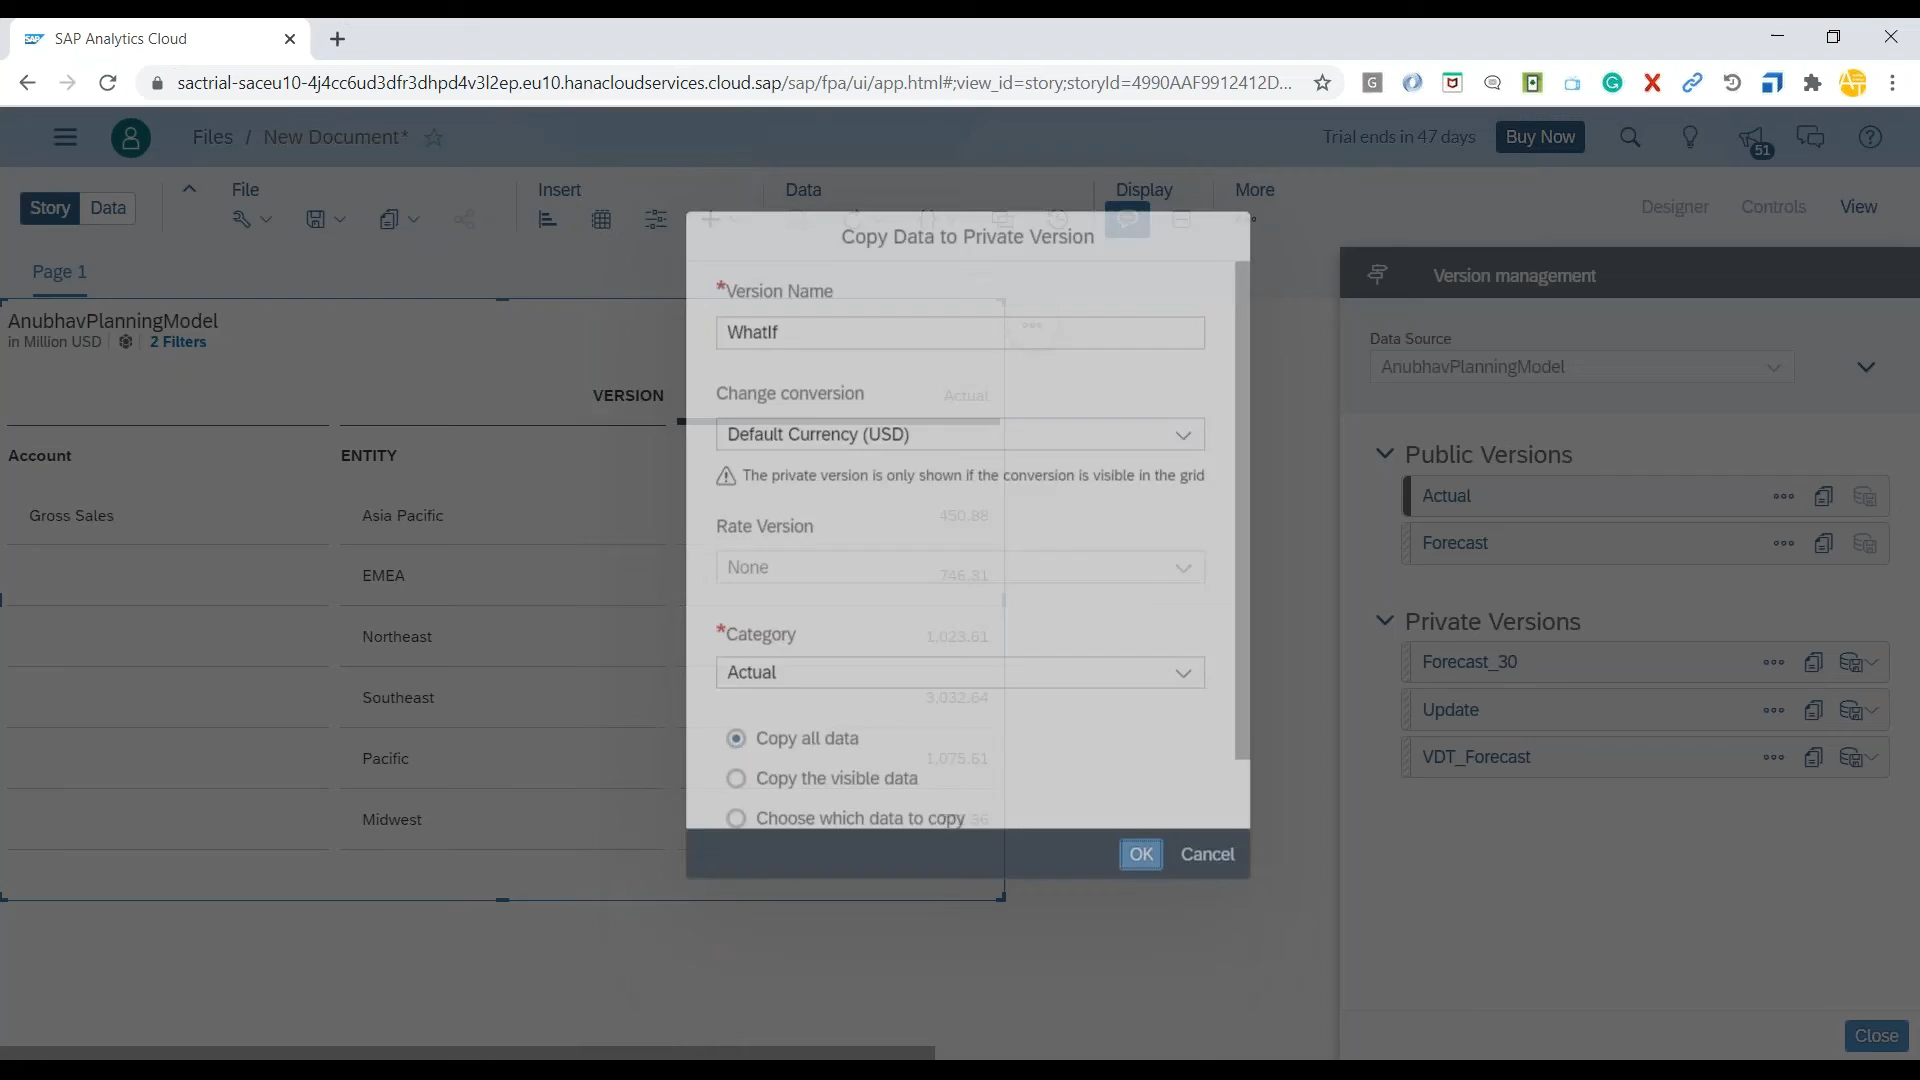 SAP Analytics Cloud
sactrial-saceu10-4j4cc6ud3dfr3dhpd4v3l2ep.eu10.hanacloudservices.cloud.sap/sap/fpa/ui/app.html#;view_id=story;storyId=4990AAF9912412D...
Files / New Document*
Trial ends in 47 days
Buy Now
51
Story
Data
File
Insert
Data
Display
More
Designer
Controls
View
Page 1
AnubhavPlanningModel
in Million USD
2 Filters
VERSION
Actual
Account
ENTITY
Gross Sales
Asia Pacific
450.88
EMEA
746.31
Northeast
1,023.61
Southeast
3,032.64
Pacific
1,075.61
Midwest
Copy Data to Private Version
*Version Name
WhatIf
Change conversion
Default Currency (USD)
The private version is only shown if the conversion is visible in the grid
Rate Version
None
*Category
Actual
Copy all data
Copy the visible data
Choose which data to copy
OK
Cancel
Version management
Data Source
AnubhavPlanningModel
Public Versions
Actual
Forecast
Private Versions
Forecast_30
Update
VDT_Forecast
Close